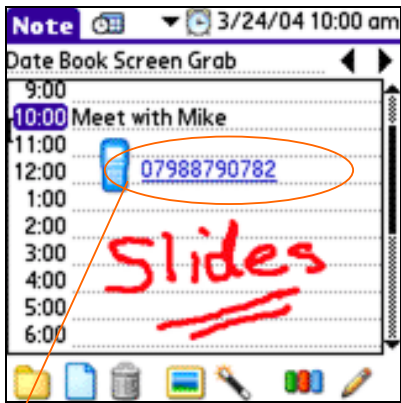 Note 3/24/04 10:00 am
Date Book Screen Grab
9:00
10:00 Meet with Mike
11:00
12:00 07988790782
1:00
2:00
3:00 Slides
4:00
5:00
6:00